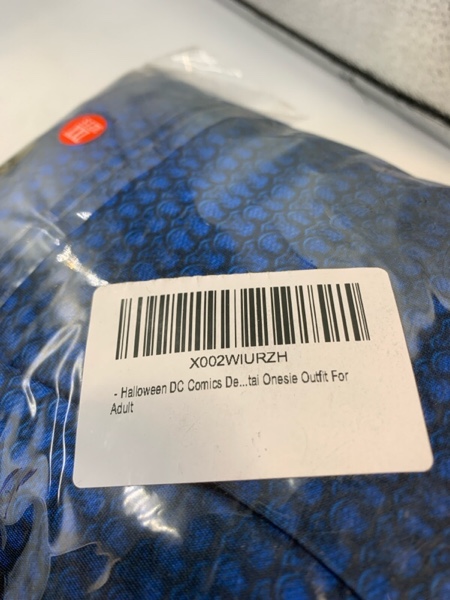 X002WIURZH
- Halloween DC Comics De...tai Onesie Outfit For
Adult